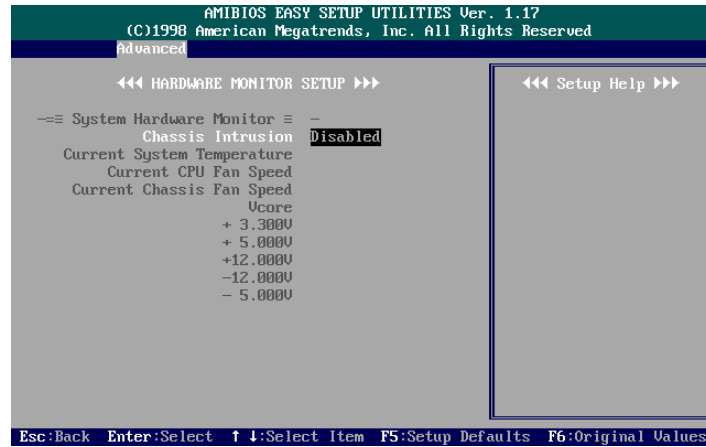 AMIBIOS EASY SETUP UTILITIES Ver. 1.17
(C)1998 American Megatrends, Inc. All Rights Reserved
Advanced
HARDWARE MONITOR SETUP
Setup Help
-=≡ System Hardware Monitor ≡ -
Chassis Intrusion Disabled
Current System Temperature
Current CPU Fan Speed
Current Chassis Fan Speed
Vcore
+ 3.300V
+ 5.000V
+12.000V
-12.000V
- 5.000V
Esc:Back Enter:Select ↑ ↓:Select Item F5:Setup Defaults F6:Original Values